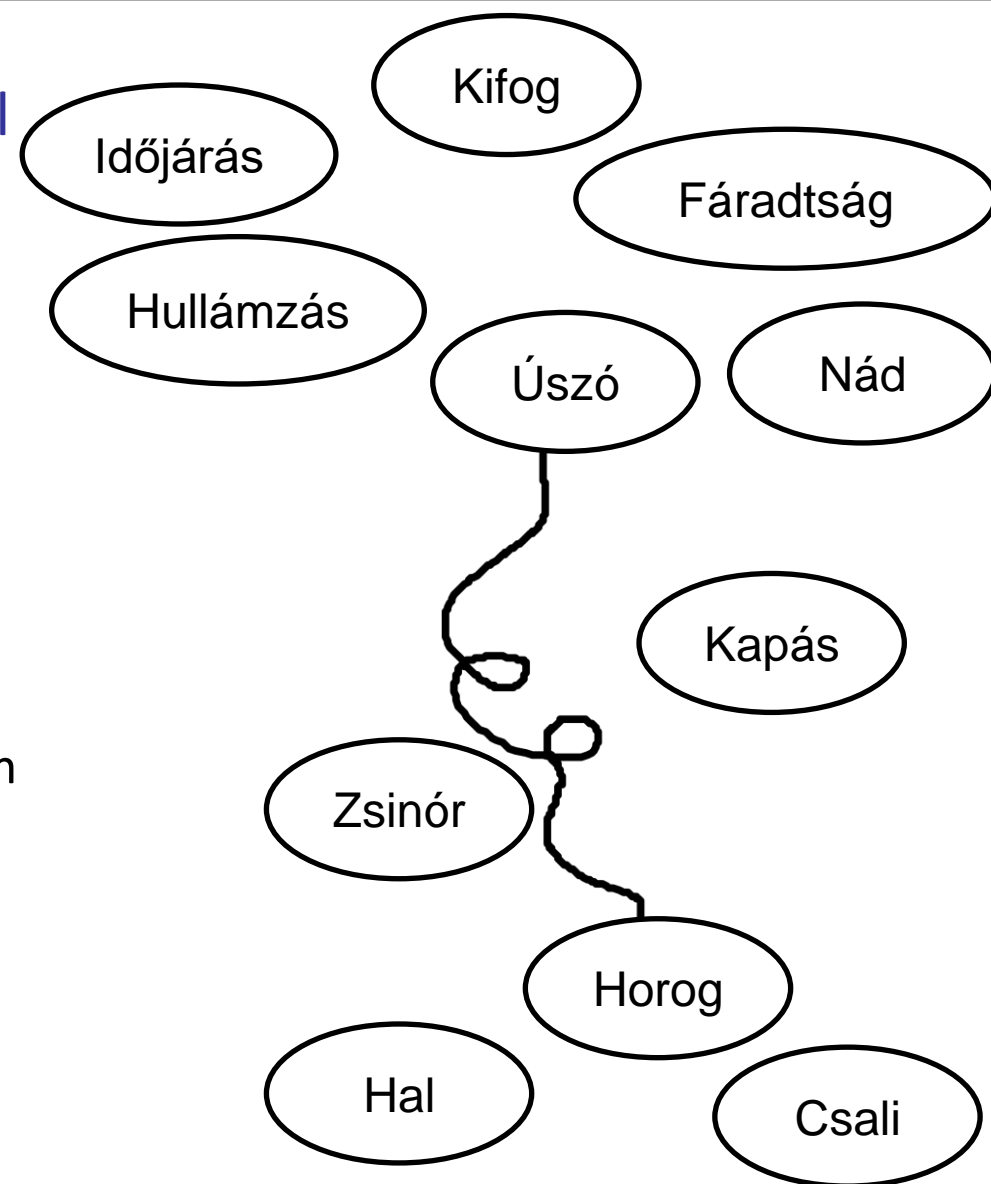 Kifog
l
Időjárás
Fáradtság
Hullámzás
Úszó
Nád
Kapás
Zsinór
Horog
Hal
Csali